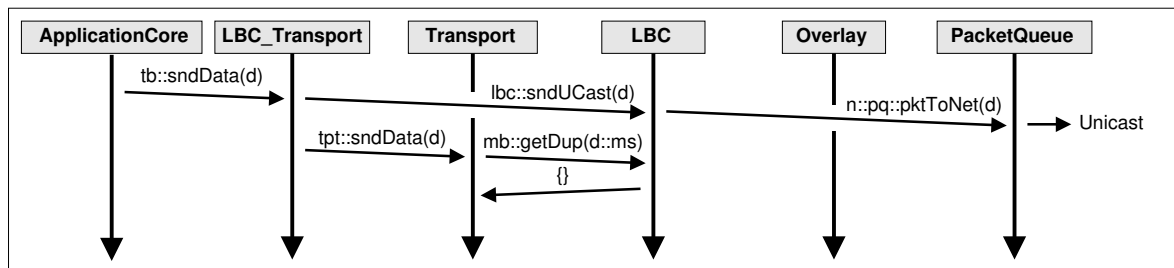 ApplicationCore LBC_Transport Transport LBC Overlay PacketQueue
tb::sndData(d)
lbc::sndUCast(d)
n::pq::pktToNet(d)
Unicast
tpt::sndData(d)
mb::getDup(d::ms)
{}